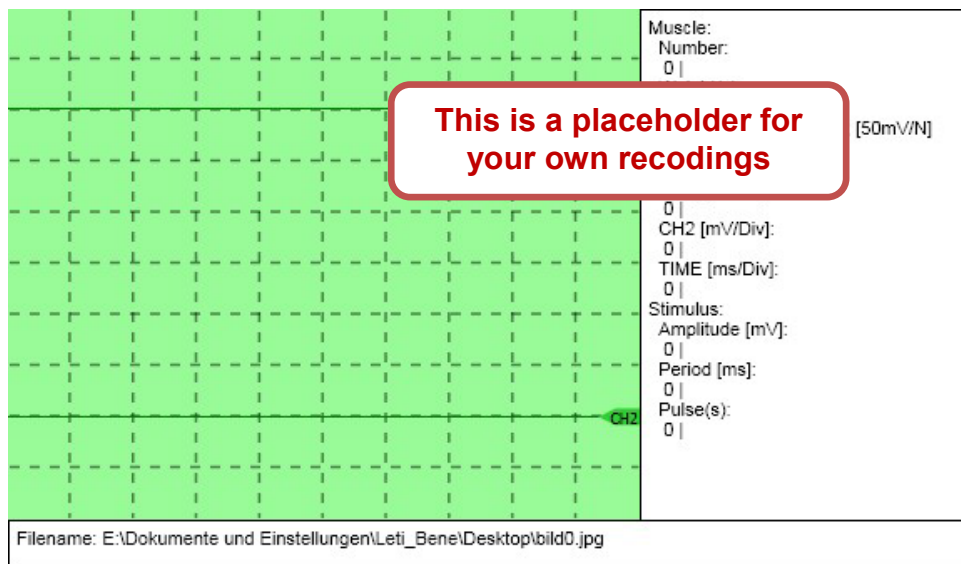 Muscle:
Number:
0 |
This is a placeholder for
your own recodings
[50mV/N]
0 |
CH2 [mV/Div]:
0 |
TIME [ms/Div]:
0 |
Stimulus:
Amplitude [mV]:
0 |
Period [ms]:
0 |
CH2
Pulse(s):
0 |
Filename: E:\Dokumente und Einstellungen\Leti_Bene\Desktop\bild0.jpg